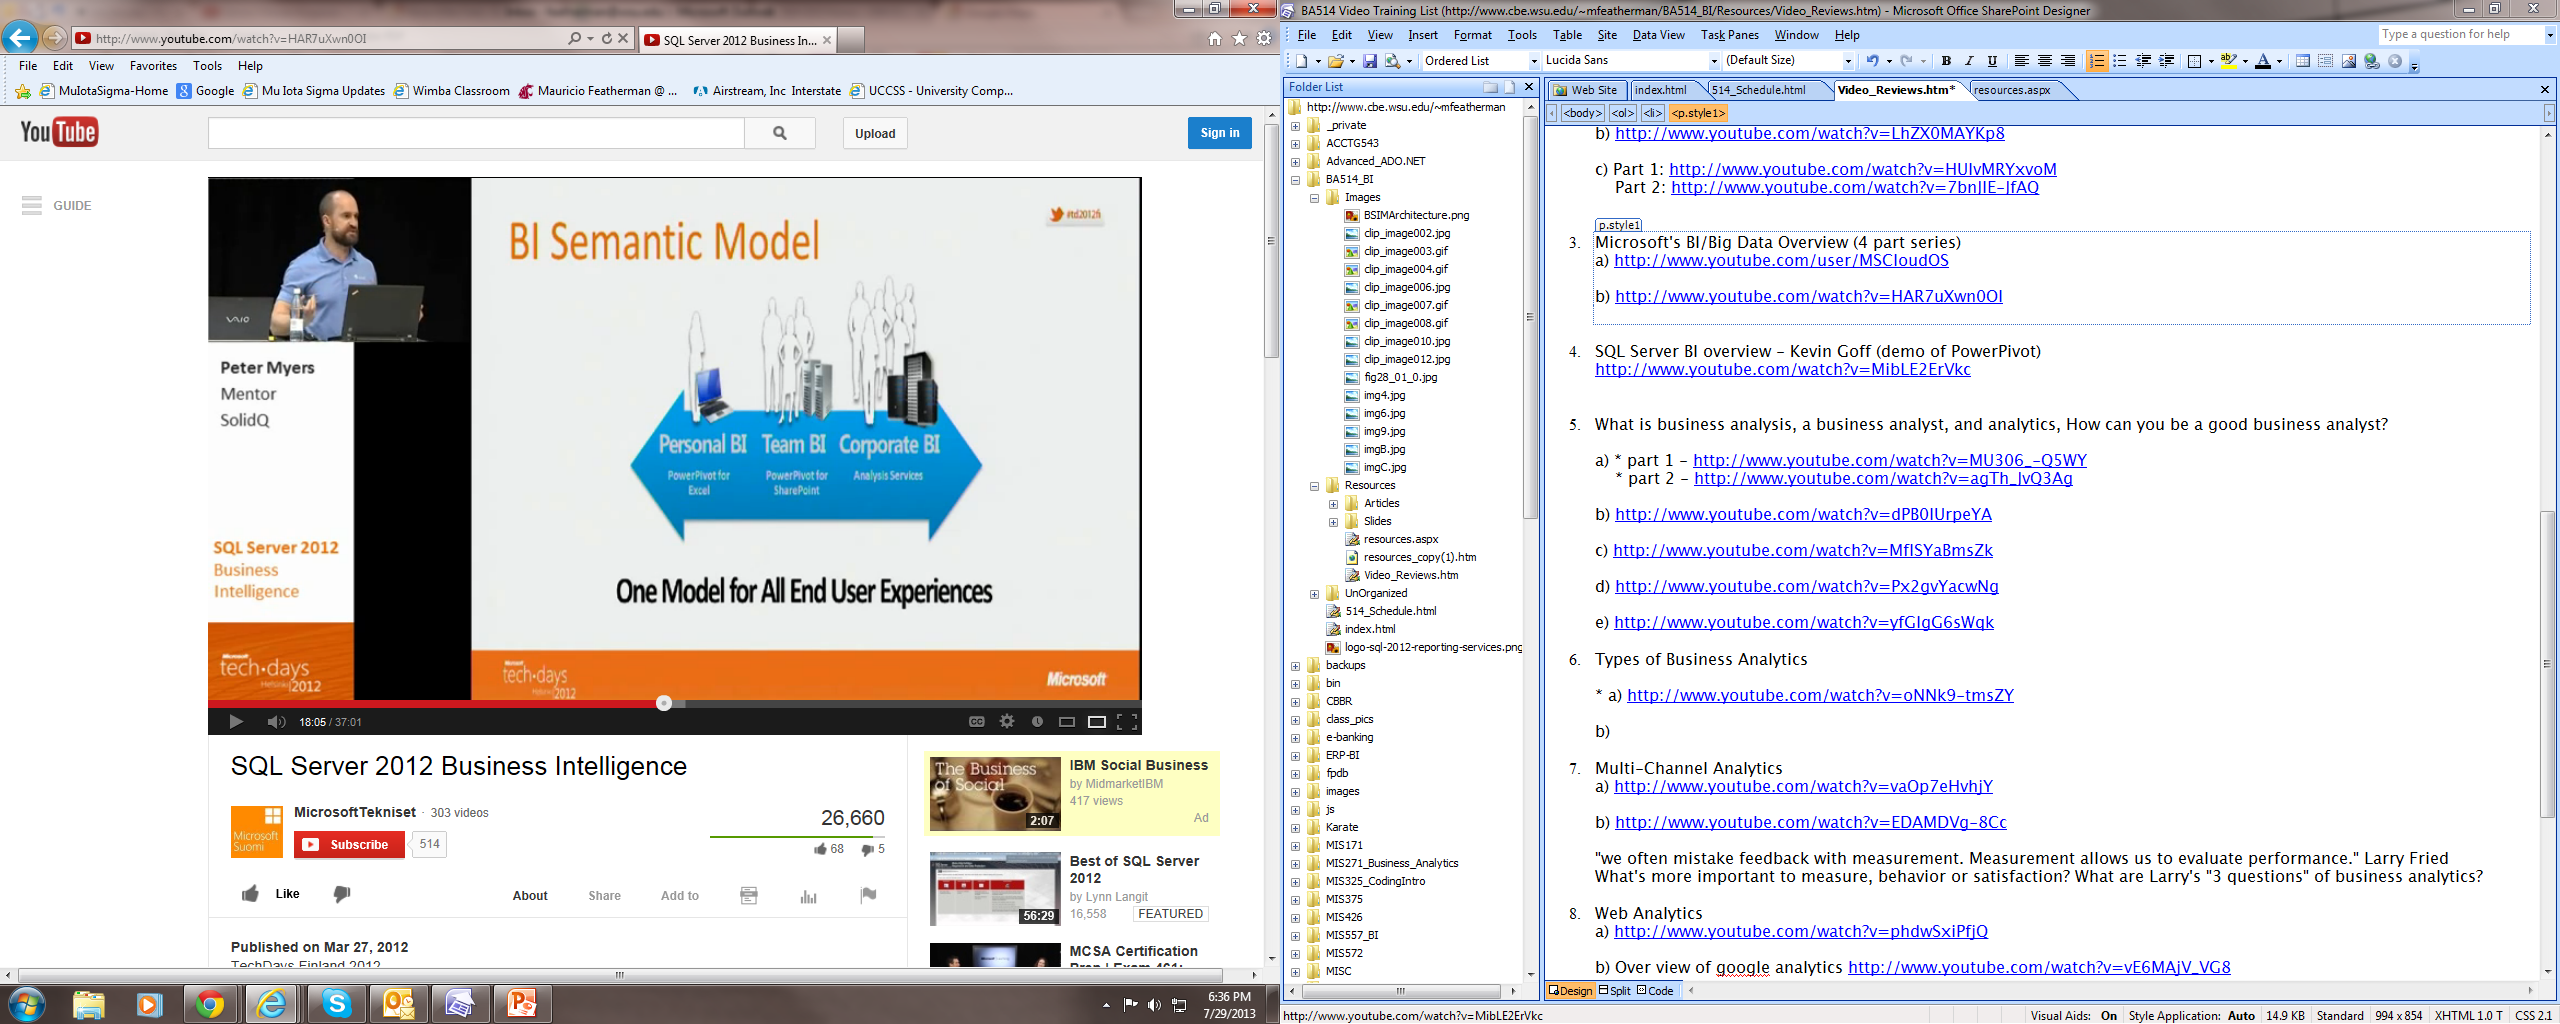 http://www.youtube.com/watch?v=HAR7uXwn0OI
SQL Server 2012 Business In...
File Edit View Favorites Tools Help
MuIotaSigma-Home Google Mu Iota Sigma Updates Wimba Classroom Mauricio Featherman @ ... Airstream, Inc Interstate UCCSS - University Comp...
YouTube
Upload
Sign in
GUIDE
BI Semantic Model
#td2012fi
VAIO
Peter Myers
Mentor
SolidQ
SQL Server 2012
Business
Intelligence
Microsoft
tech·days
Helsinki 2012
Personal BI Team BI Corporate BI
PowerPivot for Excel
PowerPivot for SharePoint
Analysis Services
One Model for All End User Experiences
Microsoft
tech·days
Helsinki 2012
Microsoft
18:05 / 37:01
CC
SQL Server 2012 Business Intelligence
Microsoft
Suomi
MicrosoftTekniset · 303 videos
Subscribe 514
26,660
68 5
Like
About Share Add to
Published on Mar 27, 2012
TechDays Finland 2012
The Business
of Social
2:07
IBM Social Business
by MidmarketIBM
417 views
Ad
56:29
Best of SQL Server
2012
by Lynn Langit
16,558 FEATURED
MCSA Certification
Prep | Exam 461:
6:36 PM
7/29/2013
BA514 Video Training List (http://www.cbe.wsu.edu/~mfeatherman/BA514_BI/Resources/Video_Reviews.htm) - Microsoft Office SharePoint Designer
File Edit View Insert Format Tools Table Site Data View Task Panes Window Help
Type a question for help
Ordered List Lucida Sans (Default Size) B I U
Folder List
http://www.cbe.wsu.edu/~mfeatherman
_private
ACCTG543
Advanced_ADO.NET
BA514_BI
Images
BSIMArchitecture.png
clip_image002.jpg
clip_image003.gif
clip_image004.gif
clip_image006.jpg
clip_image007.gif
clip_image008.gif
clip_image010.jpg
clip_image012.jpg
fig28_01_0.jpg
img4.jpg
img6.jpg
img9.jpg
imgB.jpg
imgC.jpg
Resources
Articles
Slides
resources.aspx
resources_copy(1).htm
Video_Reviews.htm
UnOrganized
514_Schedule.html
index.html
logo-sql-2012-reporting-services.png
backups
bin
CBBR
class_pics
e-banking
ERP-BI
fpdb
images
js
Karate
MIS171
MIS271_Business_Analytics
MIS325_CodingIntro
MIS375
MIS426
MIS557_BI
MIS572
MISC
Web Site index.html 514_Schedule.html Video_Reviews.htm* resources.aspx
<body> <ol> <li> <p.style1>
b) http://www.youtube.com/watch?v=LhZX0MAYKp8
c) Part 1: http://www.youtube.com/watch?v=HUIvMRYxvoM
Part 2: http://www.youtube.com/watch?v=7bnJIE-JfAQ
p.style1
3. Microsoft's BI/Big Data Overview (4 part series)
a) http://www.youtube.com/user/MSCloudOS
b) http://www.youtube.com/watch?v=HAR7uXwn0OI
4. SQL Server BI overview - Kevin Goff (demo of PowerPivot)
http://www.youtube.com/watch?v=MibLE2ErVkc
5. What is business analysis, a business analyst, and analytics, How can you be a good business analyst?
a) * part 1 - http://www.youtube.com/watch?v=MU306_-Q5WY
* part 2 - http://www.youtube.com/watch?v=agTh_JvQ3Ag
b) http://www.youtube.com/watch?v=dPB0IUrpeYA
c) http://www.youtube.com/watch?v=MfISYaBmsZk
d) http://www.youtube.com/watch?v=Px2gvYacwNg
e) http://www.youtube.com/watch?v=yfGIgG6sWqk
6. Types of Business Analytics
* a) http://www.youtube.com/watch?v=oNNk9-tmsZY
b)
7. Multi-Channel Analytics
a) http://www.youtube.com/watch?v=vaOp7eHvhjY
b) http://www.youtube.com/watch?v=EDAMDVg-8Cc
"we often mistake feedback with measurement. Measurement allows us to evaluate performance." Larry Fried
What's more important to measure, behavior or satisfaction? What are Larry's "3 questions" of business analytics?
8. Web Analytics
a) http://www.youtube.com/watch?v=phdwSxiPfjQ
b) Over view of google analytics http://www.youtube.com/watch?v=vE6MAjV_VG8
Design Split Code
http://www.youtube.com/watch?v=MibLE2ErVkc
Visual Aids: On Style Application: Auto 14.9 KB Standard 994 x 854 XHTML 1.0 T CSS 2.1